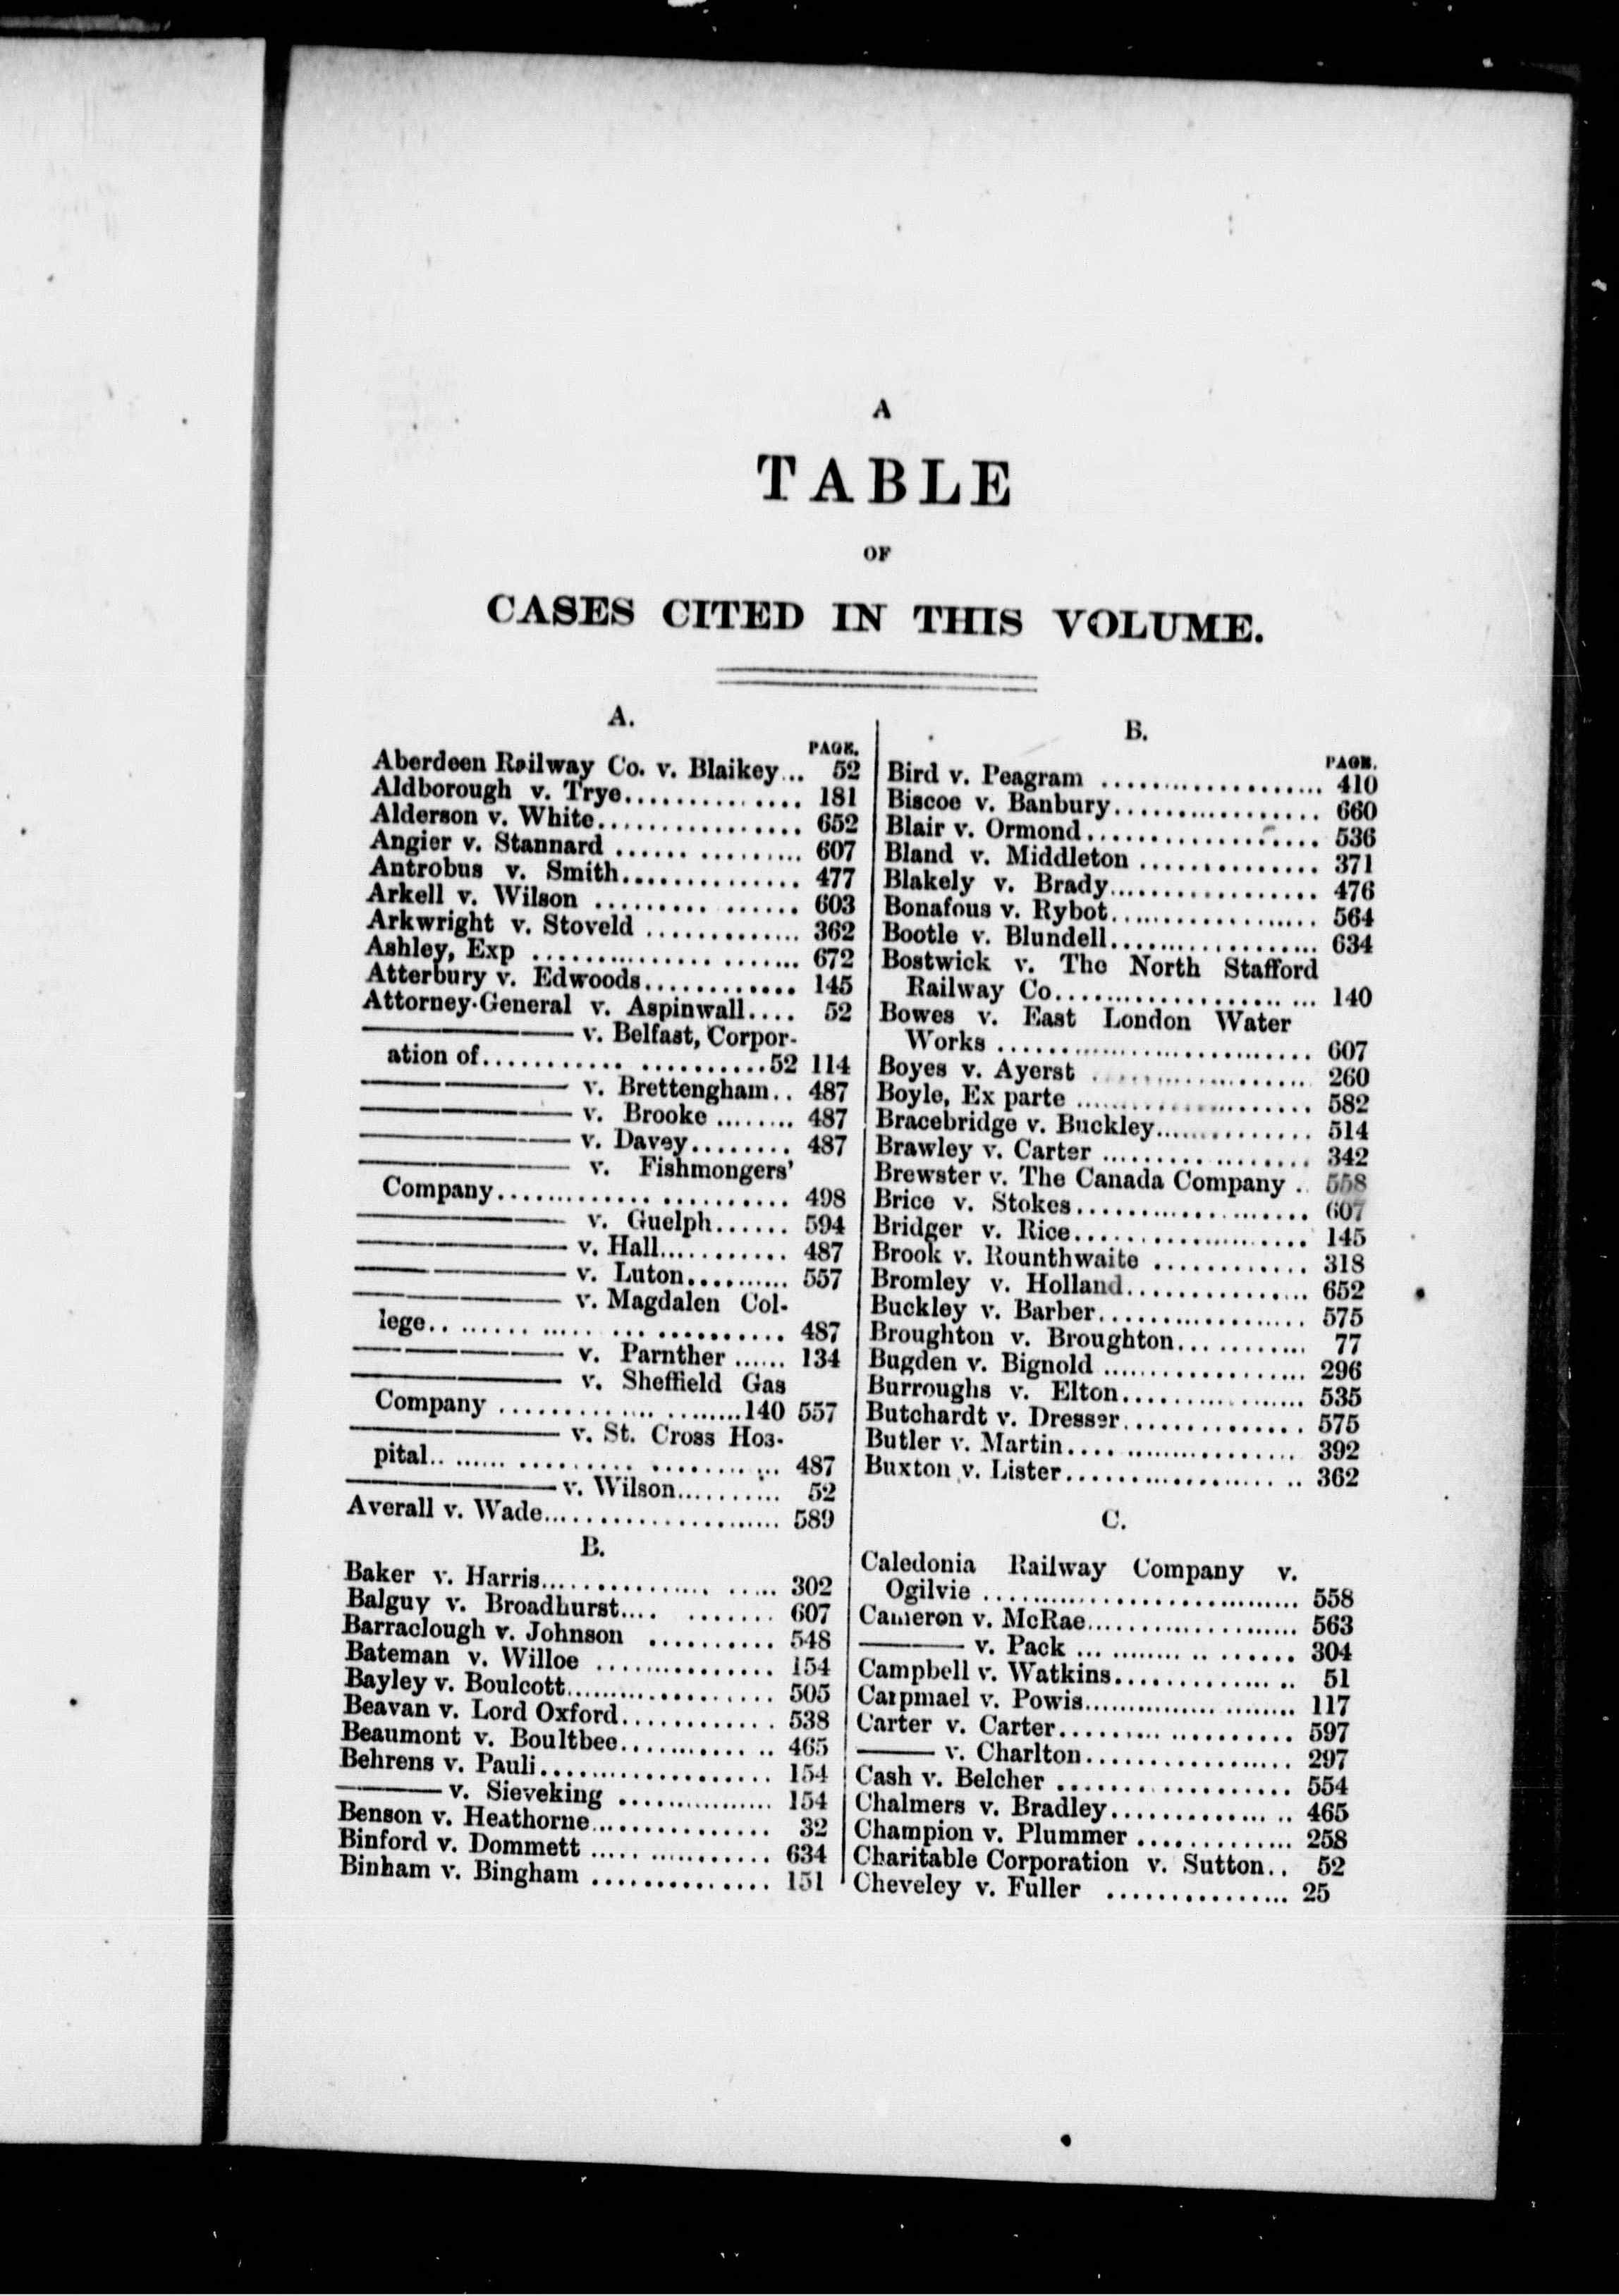 A
TABLE
OF
CASES CITED IN THIS VOLUME.
A.
PAGE.
Aberdeen Railway Co. v. Blaikey... 52
Aldborough v. Trye............... 181
Alderson v. White................ 652
Angier v. Stannard .............. 607
Antrobus v. Smith.............. 477
Arkell v. Wilson ................ 603
Arkwright v. Stoveld ............. 362
Ashley, Exp .................... 672
Atterbury v. Edwoods............ 145
Attorney-General v. Aspinwall.... 52
——— v. Belfast, Corpor-
ation of......................52 114
——— v. Brettengham.. 487
——— v. Brooke ........ 487
——— v. Davey........ 487
——— v. Fishmongers'
Company...................... 498
——— v. Guelph...... 594
——— v. Hall.......... 487
——— v. Luton.......... 557
——— v. Magdalen Col-
lege............................ 487
——— v. Parnther ...... 134
——— v. Sheffield Gas
Company ....................140 557
——— v. St. Cross Hos-
pital............................ 487
——— v. Wilson.......... 52
Averall v. Wade...................... 589
B.
Baker v. Harris..................... 302
Balguy v. Broadhurst.... ........ 607
Barraclough v. Johnson .......... 548
Bateman v. Willoe .............. 154
Bayley v. Boulcott................... 505
Beavan v. Lord Oxford............ 538
Beaumont v. Boultbee............. 465
Behrens v. Pauli................... 154
——— v. Sieveking ............... 154
Benson v. Heathorne............... 32
Binford v. Dommett ................ 634
Binham v. Bingham .............. 151
B.
PAGE.
Bird v. Peagram .................... 410
Biscoe v. Banbury................. 660
Blair v. Ormond................... 536
Bland v. Middleton .............. 371
Blakely v. Brady................. 476
Bonafous v. Rybot.................. 564
Bootle v. Blundell................. 634
Bostwick v. The North Stafford
Railway Co....................... 140
Bowes v. East London Water
Works .......................... 607
Boyes v. Ayerst .................... 260
Boyle, Ex parte .................... 582
Bracebridge v. Buckley.............. 514
Brawley v. Carter .................. 342
Brewster v. The Canada Company . 558
Brice v. Stokes.................... 607
Bridger v. Rice.................... 145
Brook v. Rounthwaite ............ 318
Bromley v. Holland............... 652
Buckley v. Barber.................. 575
Broughton v. Broughton........... 77
Bugden v. Bignold .................. 296
Burroughs v. Elton................ 535
Butchardt v. Dresser.............. 575
Butler v. Martin.................... 392
Buxton v. Lister.................... 362
C.
Caledonia Railway Company v.
Ogilvie .......................... 558
Cameron v. McRae.................. 563
——— v. Pack .................... 304
Campbell v. Watkins............... 51
Carpmael v. Powis................... 117
Carter v. Carter.................... 597
——— v. Charlton................ 297
Cash v. Belcher .................. 554
Chalmers v. Bradley............... 465
Champion v. Plummer ............. 258
Charitable Corporation v. Sutton.. 52
Cheveley v. Fuller ............... 25